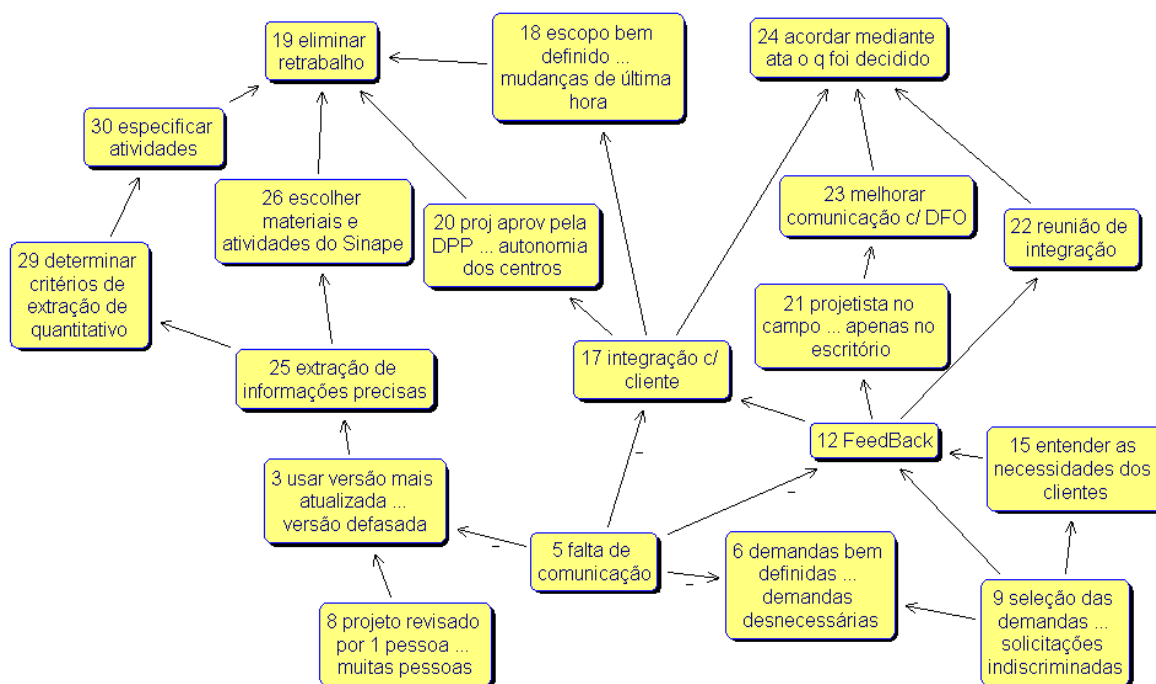 19 eliminar
retrabalho
18 escopo bem
definido ...
mudanças de última
hora
24 acordar mediante
ata o q foi decidido
30 especificar
atividades
26 escolher
materiais e
atividades do Sinape
20 proj aprov pela
DPP ... autonomia
dos centros
23 melhorar
comunicação c/ DFO
22 reunião de
integração
29 determinar
critérios de
extração de
quantitativo
21 projetista no
campo ... apenas no
escritório
25 extração de
informações precisas
17 integração c/
cliente
12 FeedBack
15 entender as
necessidades dos
clientes
3 usar versão mais
atualizada ...
versão defasada
5 falta de
comunicação
6 demandas bem
definidas ...
demandas
desnecessárias
9 seleção das
demandas ...
solicitações
indiscriminadas
8 projeto revisado
por 1 pessoa ...
muitas pessoas
–
–
–
–